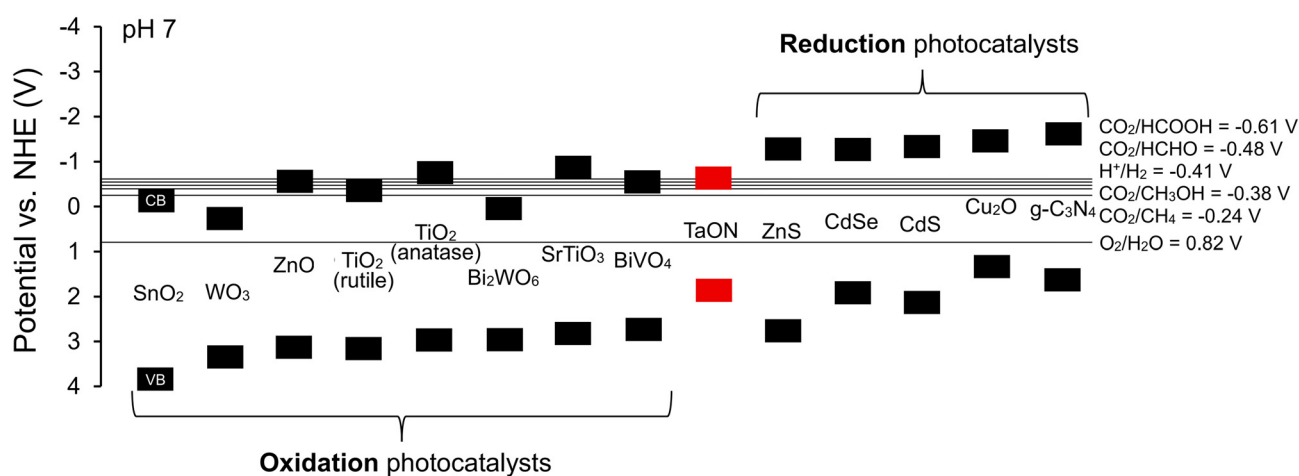 pH 7
Potential vs. NHE (V)
-4
-3
-2
-1
0
1
2
3
4
Reduction photocatalysts
CO₂/HCOOH = -0.61 V
CO₂/HCHO = -0.48 V
H⁺/H₂ = -0.41 V
CO₂/CH₃OH = -0.38 V
CO₂/CH₄ = -0.24 V
O₂/H₂O = 0.82 V
CB
VB
SnO₂
WO₃
ZnO
TiO₂
(rutile)
TiO₂
(anatase)
Bi₂WO₆
SrTiO₃
BiVO₄
TaON
ZnS
CdSe
CdS
Cu₂O
g-C₃N₄
Oxidation photocatalysts